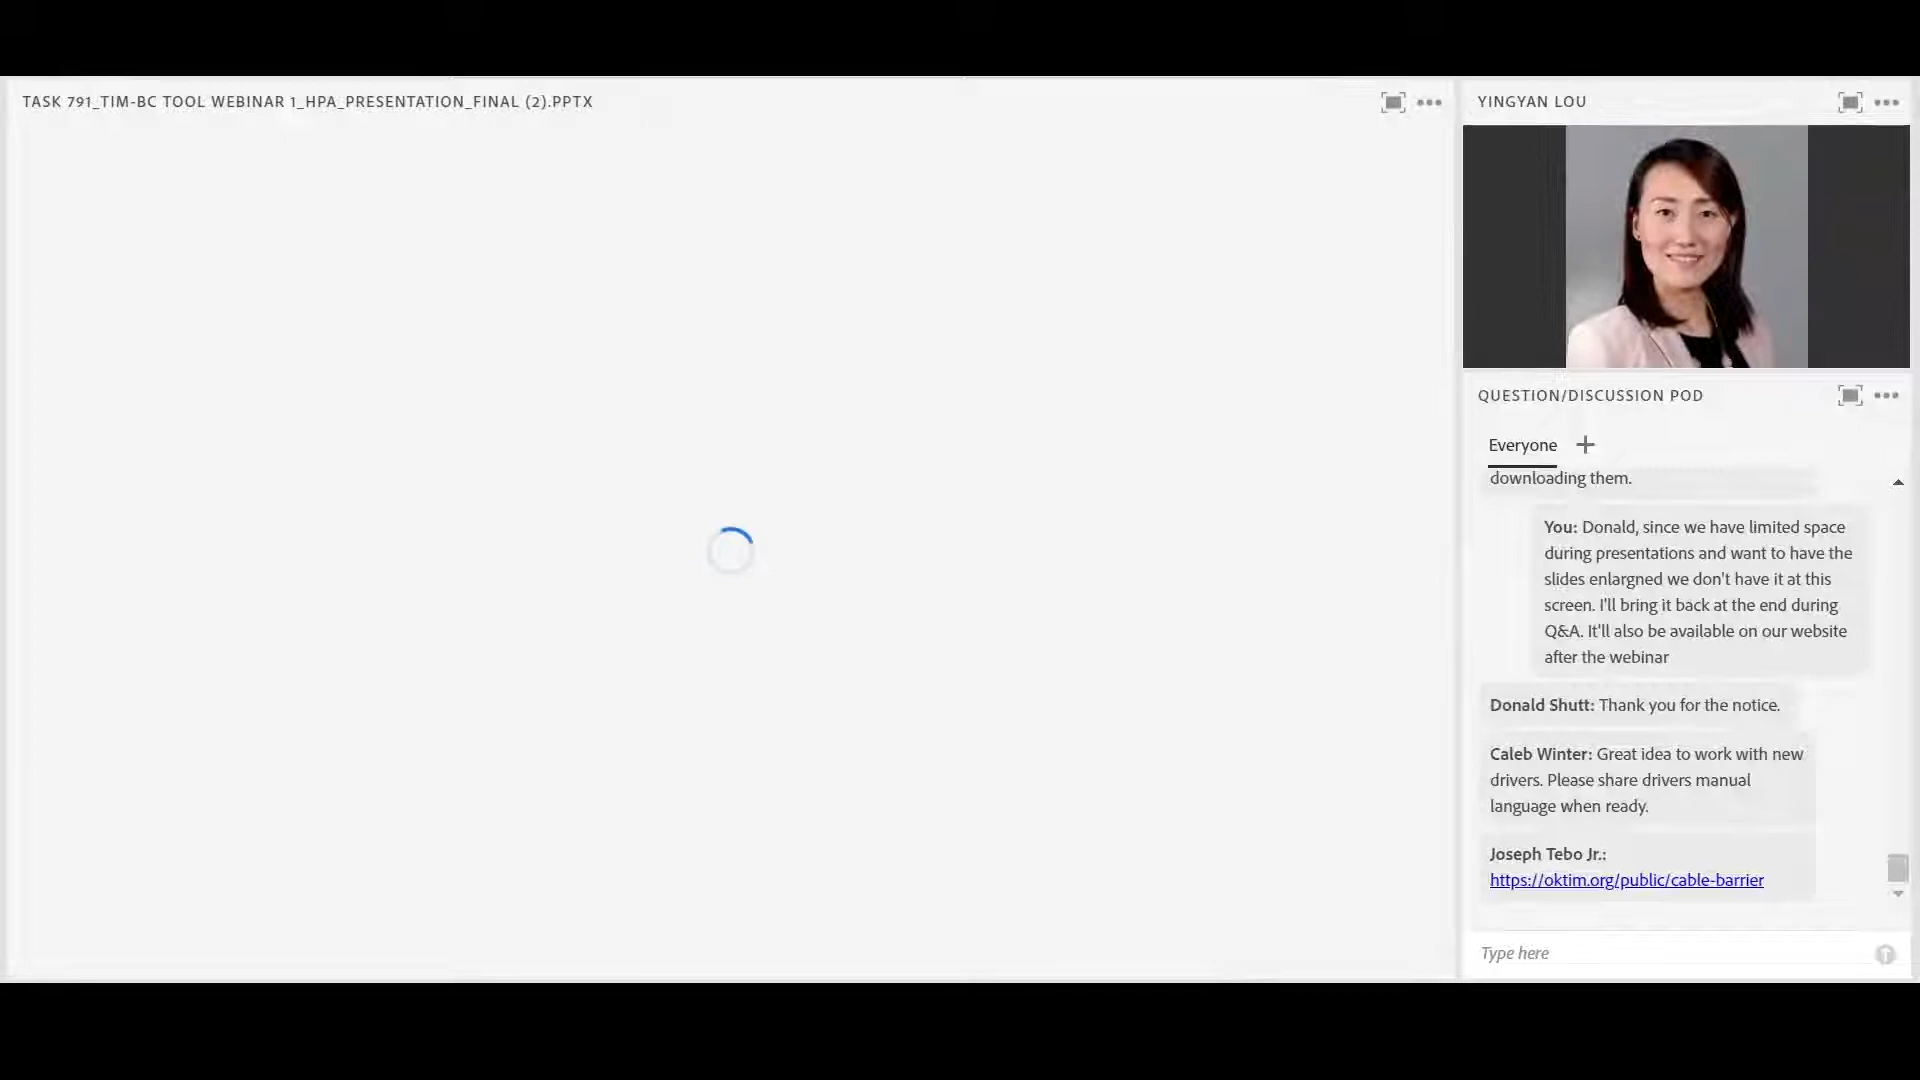 TASK 791_TIM-BC TOOL WEBINAR 1_HPA_PRESENTATION_FINAL (2).PPTX
YINGYAN LOU
QUESTION/DISCUSSION POD
Everyone
downloading them.
You: Donald, since we have limited space
during presentations and want to have the
slides enlargned we don't have it at this
screen. I'll bring it back at the end during
Q&A. It'll also be available on our website
after the webinar
Donald Shutt: Thank you for the notice.
Caleb Winter: Great idea to work with new
drivers. Please share drivers manual
language when ready.
Joseph Tebo Jr.:
https://oktim.org/public/cable-barrier
Type here